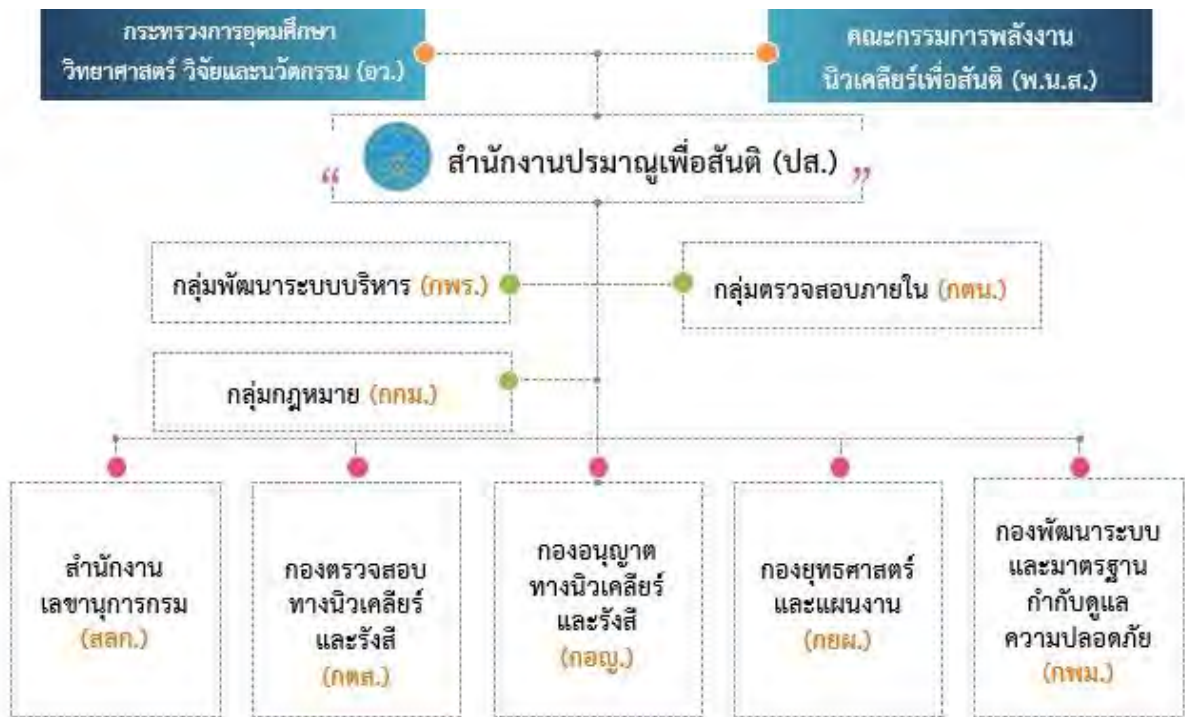 กระทรวงการอุดมศึกษา
วิทยาศาสตร์ วิจัยและนวัตกรรม (อว.)
คณะกรรมการพลังงาน
นิวเคลียร์เพื่อสันติ (พ.น.ส.)
“ สำนักงานปรมาณูเพื่อสันติ (ปส.) ”
กลุ่มพัฒนาระบบบริหาร (กพร.)
กลุ่มตรวจสอบภายใน (กตน.)
กลุ่มกฎหมาย (กกม.)
สำนักงาน
เลขานุการกรม
(สลก.)
กองตรวจสอบ
ทางนิวเคลียร์
และรังสี
(กตส.)
กองอนุญาต
ทางนิวเคลียร์
และรังสี
(กอญ.)
กองยุทธศาสตร์
และแผนงาน
(กยผ.)
กองพัฒนาระบบ
และมาตรฐาน
กำกับดูแล
ความปลอดภัย
(กพม.)